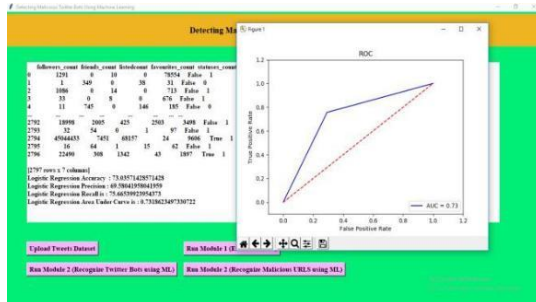 Detecting Malicious Twitter Bots Using Machine Learning
Detecting Ma
followers_count friends_count listedcount favourites_count statuses_count
0 1291 0 10 0 78554 False 1
1 1 349 0 38 31 False 0
2 1086 0 14 0 713 False 1
3 33 0 8 0 676 False 1
4 11 745 0 146 185 False 0
... ... ... ... ... ...
2792 18998 2005 425 2503 3498 False 1
2793 32 54 0 1 97 False 1
2794 45044433 7451 68157 24 9606 True 1
2795 16 64 1 15 62 False 1
2796 22490 308 1342 43 1897 True 1
[2797 rows x 7 columns]
Logistic Regression Accuracy : 73.03571428571428
Logistic Regression Precision : 69.58041958041959
Logistic Regression Recall is : 75.66539923954373
Logistic Regression Area Under Curve is : 0.7318623497330722
Upload Tweets Dataset
Run Module 1 (E
Run Module 2 (Recognize Twitter Bots using ML)
Run Module 2 (Recognize Malicious URLS using ML)
Figure 1
ROC
True Positive Rate
1.2
1.0
0.8
0.6
0.4
0.2
0.0
0.0 0.2 0.4 0.6 0.8 1.0 1.2
False Positive Rate
AUC = 0.73